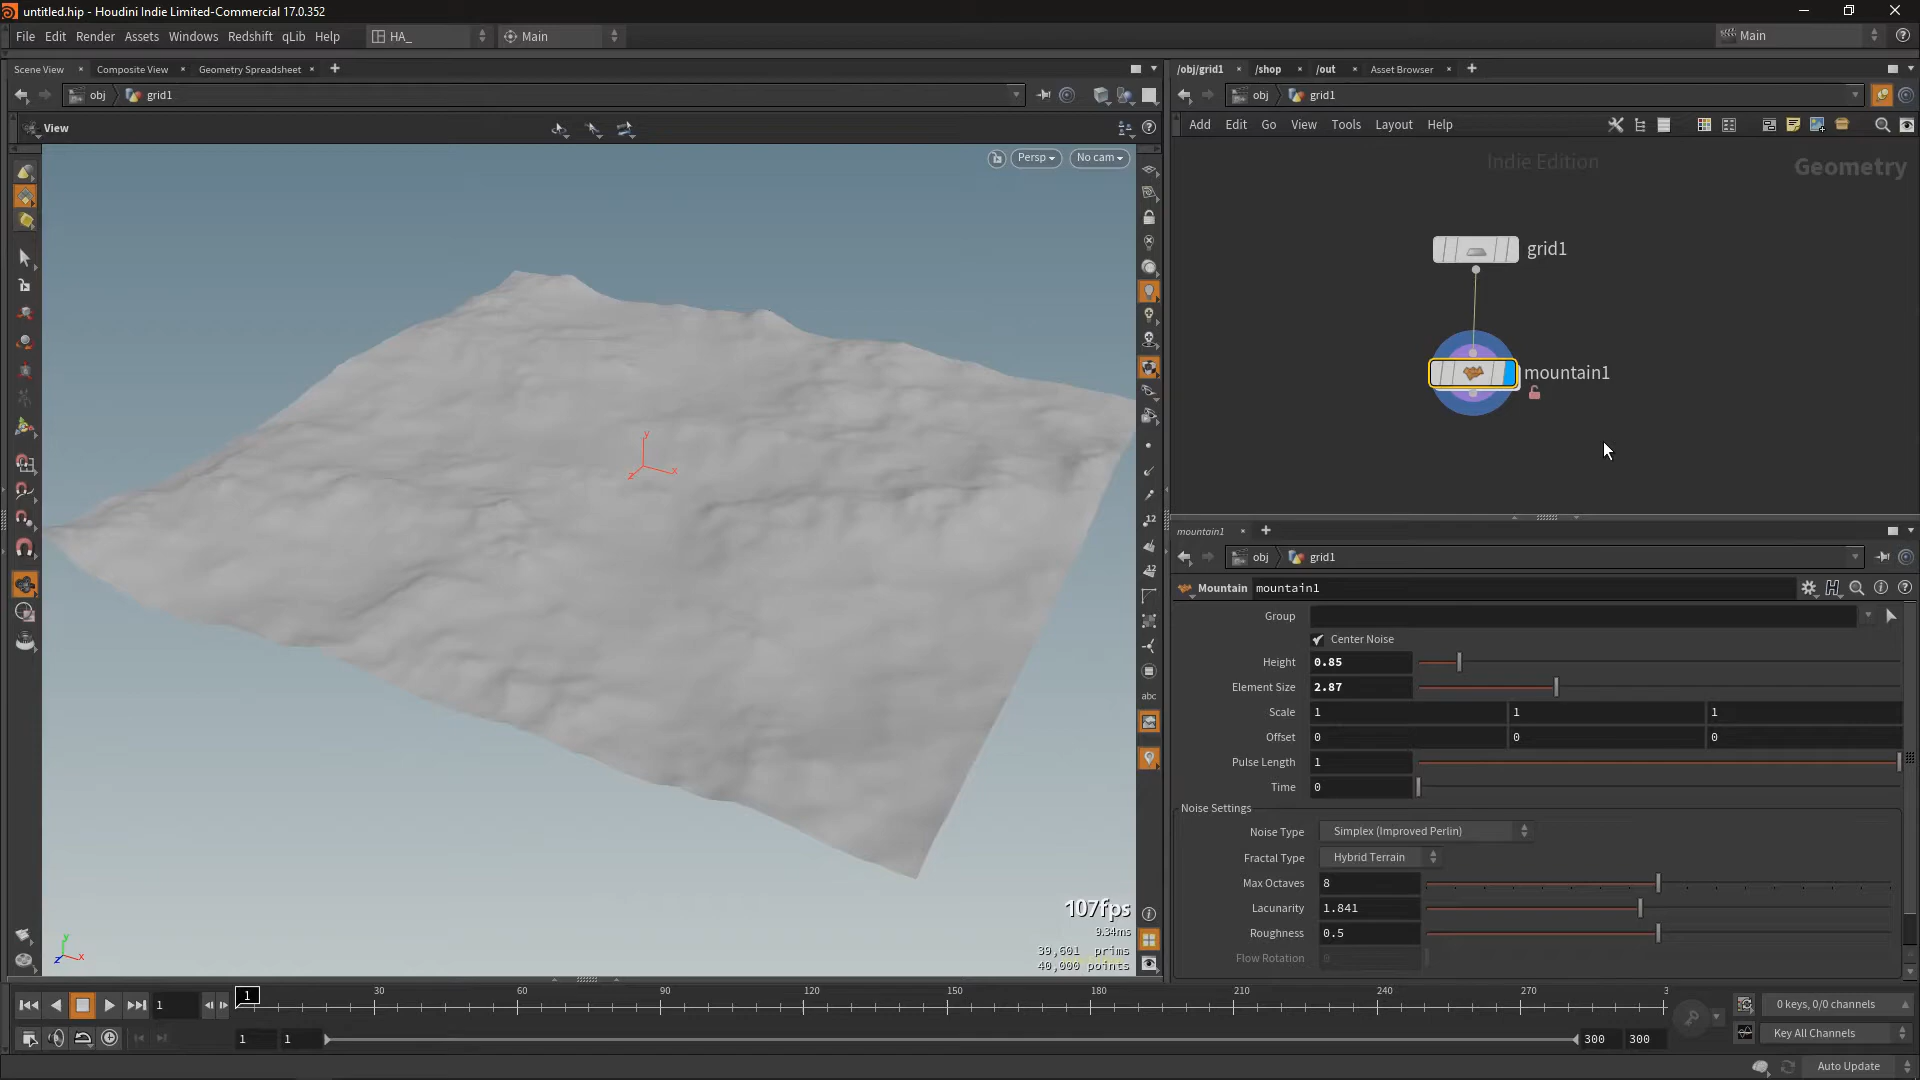 untitled.hip - Houdini Indie Limited-Commercial 17.0.352
File Edit Render Assets Windows Redshift qLib Help HA_ Main Main
Scene View Composite View Geometry Spreadsheet
/obj/grid1 /shop /out Asset Browser
obj grid1
obj grid1
View
Add Edit Go View Tools Layout Help
Persp No cam
Indie Edition
Geometry
grid1
mountain1
y
x
z
12
12
abc
107fps
9.34ms
39,601 prims
40,000 points
y
z x
mountain1
obj grid1
Mountain mountain1
Group
Center Noise
Height 0.85
Element Size 2.87
Scale 1 1 1
Offset 0 0 0
Pulse Length 1
Time 0
Noise Settings
Noise Type Simplex (Improved Perlin)
Fractal Type Hybrid Terrain
Max Octaves 8
Lacunarity 1.841
Roughness 0.5
Flow Rotation 0
1 1 30 60 90 120 150 180 210 240 270 3
0 keys, 0/0 channels
1 1 300 300
Key All Channels
Auto Update